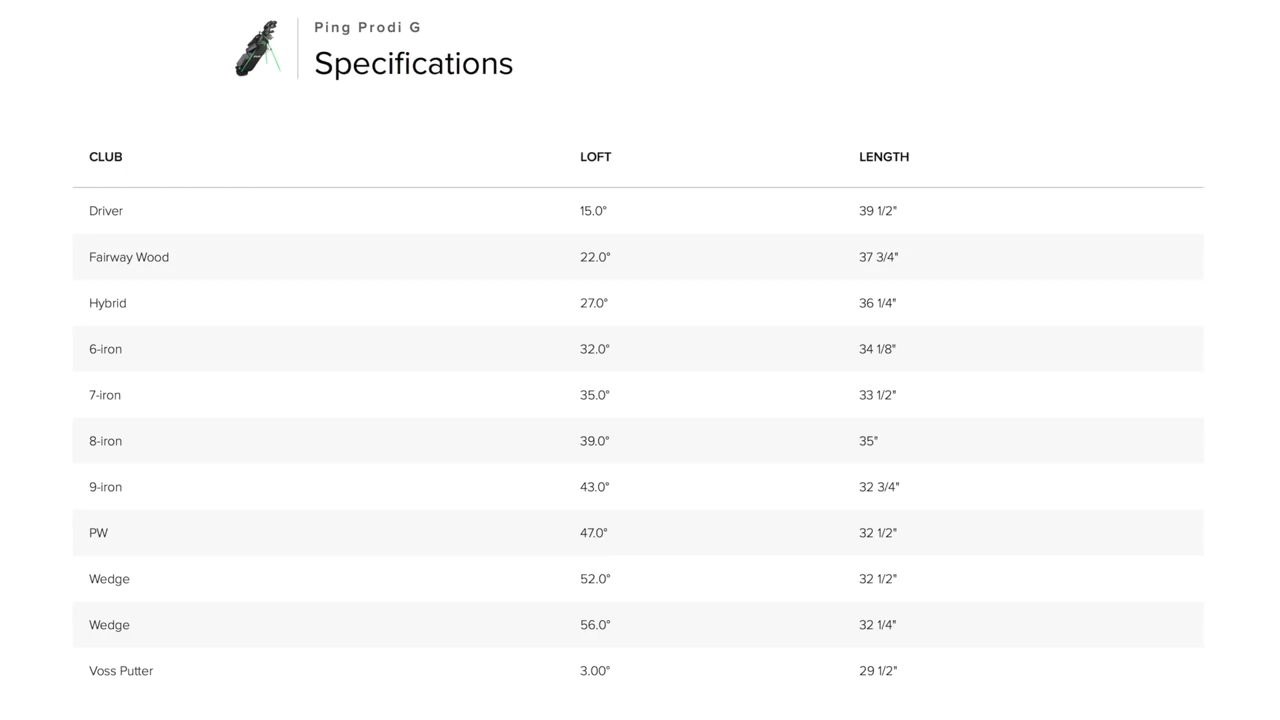 Ping Prodi G
Specifications
CLUB LOFT LENGTH
Driver 15.0° 39 1/2"
Fairway Wood 22.0° 37 3/4"
Hybrid 27.0° 36 1/4"
6-iron 32.0° 34 1/8"
7-iron 35.0° 33 1/2"
8-iron 39.0° 35"
9-iron 43.0° 32 3/4"
PW 47.0° 32 1/2"
Wedge 52.0° 32 1/2"
Wedge 56.0° 32 1/4"
Voss Putter 3.00° 29 1/2"